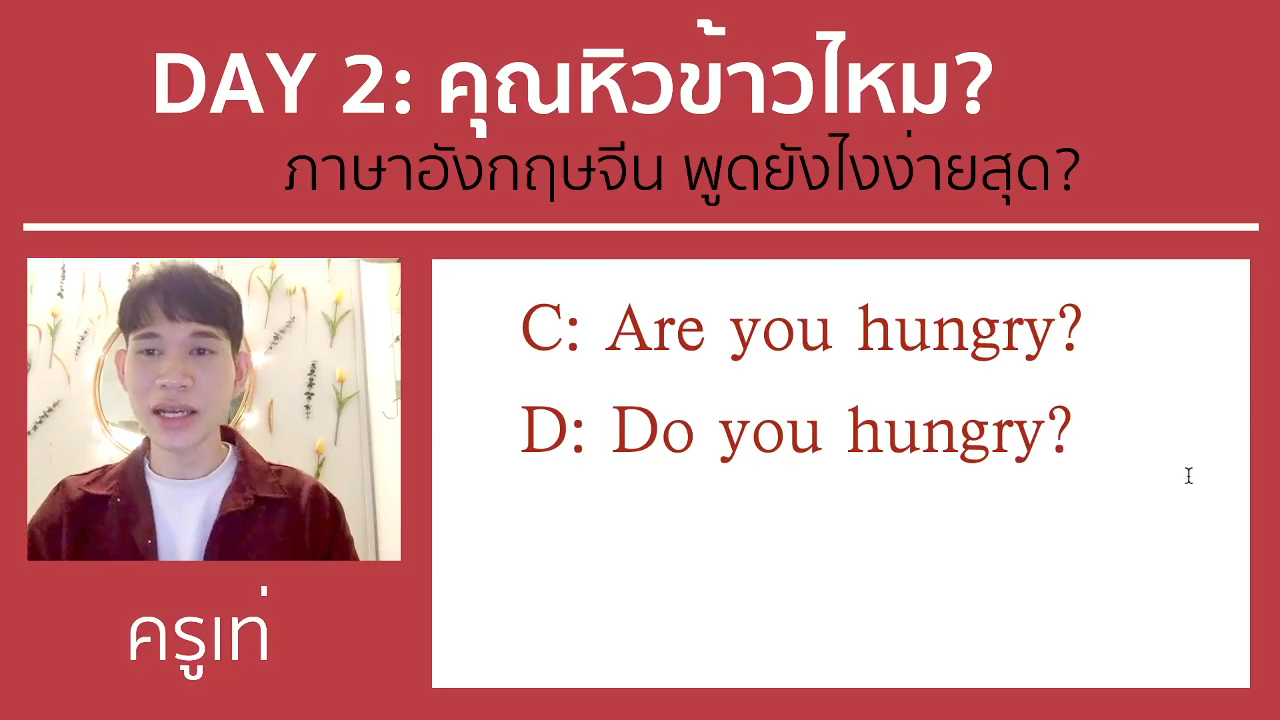 DAY 2: คุณหิวข้าวไหม?
ภาษาอังกฤษจีน พูดยังไงง่ายสุด?
C: Are you hungry?
D: Do you hungry?
ครูเท่